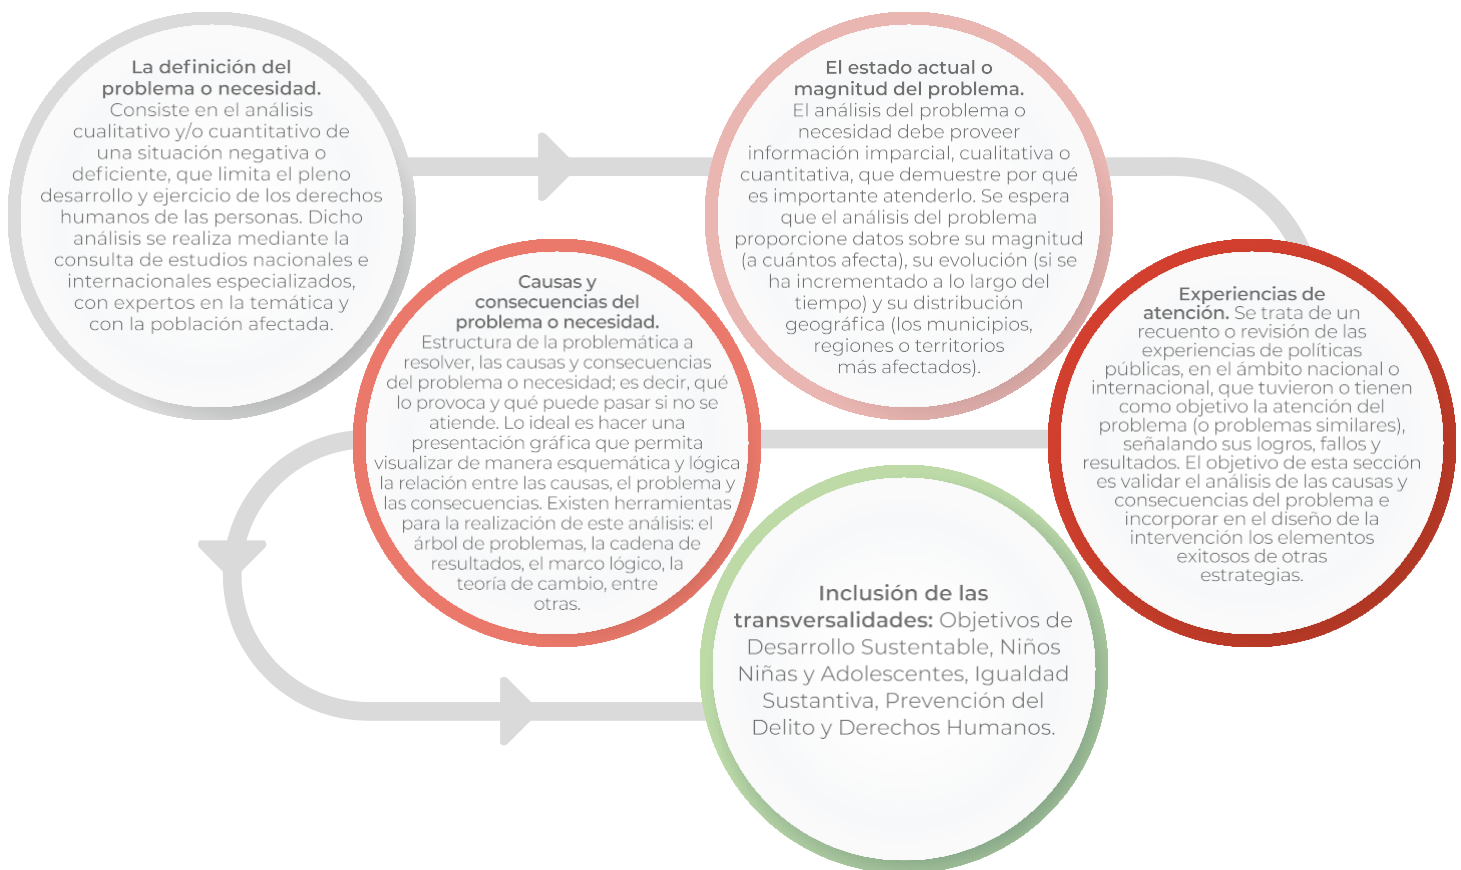 La definición del
problema o necesidad.
Consiste en el análisis
cualitativo y/o cuantitativo de
una situación negativa o
deficiente, que limita el pleno
desarrollo y ejercicio de los derechos
humanos de las personas. Dicho
análisis se realiza mediante la
consulta de estudios nacionales e
internacionales especializados,
con expertos en la temática y
con la población afectada.
El estado actual o
magnitud del problema.
El análisis del problema o
necesidad debe proveer
información imparcial, cualitativa o
cuantitativa, que demuestre por qué
es importante atenderlo. Se espera
que el análisis del problema
proporcione datos sobre su magnitud
(a cuántos afecta), su evolución (si se
ha incrementado a lo largo del
tiempo) y su distribución
geográfica (los municipios,
regiones o territorios
más afectados).
Experiencias de
atención. Se trata de un
recuento o revisión de las
experiencias de políticas
públicas, en el ámbito nacional o
internacional, que tuvieron o tienen
como objetivo la atención del
problema (o problemas similares),
señalando sus logros, fallos y
resultados. El objetivo de esta sección
es validar el análisis de las causas y
consecuencias del problema e
incorporar en el diseño de la
intervención los elementos
exitosos de otras
estrategias.
Causas y
consecuencias del
problema o necesidad.
Estructura de la problemática a
resolver, las causas y consecuencias
del problema o necesidad; es decir, qué
lo provoca y qué puede pasar si no se
atiende. Lo ideal es hacer una
presentación gráfica que permita
visualizar de manera esquemática y lógica
la relación entre las causas, el problema y
las consecuencias. Existen herramientas
para la realización de este análisis: el
árbol de problemas, la cadena de
resultados, el marco lógico, la
teoría de cambio, entre
otras.
Inclusión de las
transversalidades: Objetivos de
Desarrollo Sustentable, Niños
Niñas y Adolescentes, Igualdad
Sustantiva, Prevención del
Delito y Derechos Humanos.